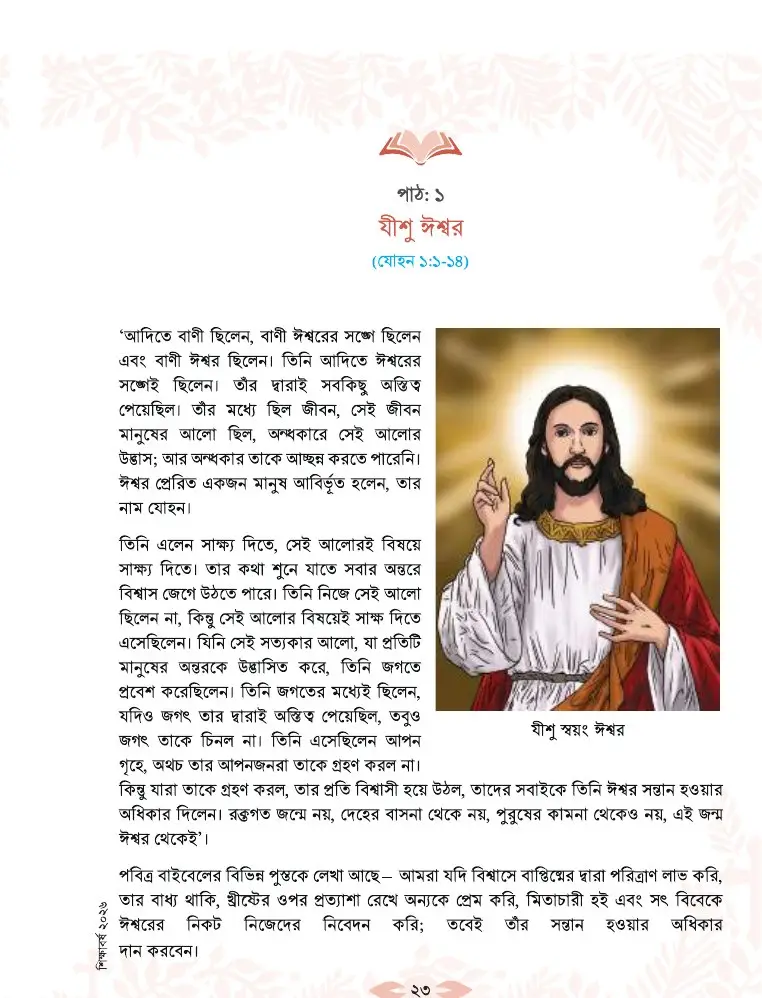 পাঠ: ১
যীশু ঈশ্বর
(যোহন ১:১-১৪)
‘আদিতে বাণী ছিলেন, বাণী ঈশ্বরের সঙ্গে ছিলেন
এবং বাণী ঈশ্বর ছিলেন। তিনি আদিতে ঈশ্বরের
সঙ্গেই ছিলেন। তাঁর দ্বারাই সবকিছু অস্তিত্ব
পেয়েছিল। তাঁর মধ্যে ছিল জীবন, সেই জীবন
মানুষের আলো ছিল, অন্ধকারে সেই আলোর
উদ্ভাস; আর অন্ধকার তাকে আচ্ছন্ন করতে পারেনি।
ঈশ্বর প্রেরিত একজন মানুষ আবির্ভূত হলেন, তার
নাম যোহন।
তিনি এলেন সাক্ষ্য দিতে, সেই আলোরই বিষয়ে
সাক্ষ্য দিতে। তার কথা শুনে যাতে সবার অন্তরে
বিশ্বাস জেগে উঠতে পারে। তিনি নিজে সেই আলো
ছিলেন না, কিন্তু সেই আলোর বিষয়েই সাক্ষ দিতে
এসেছিলেন। যিনি সেই সত্যকার আলো, যা প্রতিটি
মানুষের অন্তরকে উদ্ভাসিত করে, তিনি জগতে
প্রবেশ করেছিলেন। তিনি জগতের মধ্যেই ছিলেন,
যদিও জগৎ তার দ্বারাই অস্তিত্ব পেয়েছিল, তবুও
জগৎ তাকে চিনল না। তিনি এসেছিলেন আপন
গৃহে, অথচ তার আপনজনরা তাকে গ্রহণ করল না।
কিন্তু যারা তাকে গ্রহণ করল, তার প্রতি বিশ্বাসী হয়ে উঠল, তাদের সবাইকে তিনি ঈশ্বর সন্তান হওয়ার
অধিকার দিলেন। রক্তগত জন্মে নয়, দেহের বাসনা থেকে নয়, পুরুষের কামনা থেকেও নয়, এই জন্ম
ঈশ্বর থেকেই’।
যীশু স্বয়ং ঈশ্বর
পবিত্র বাইবেলের বিভিন্ন পুস্তকে লেখা আছে– আমরা যদি বিশ্বাসে বাপ্তিষ্মের দ্বারা পরিত্রাণ লাভ করি,
তার বাধ্য থাকি, খ্রীষ্টের ওপর প্রত্যাশা রেখে অন্যকে প্রেম করি, মিতাচারী হই এবং সৎ বিবেকে
ঈশ্বরের নিকট নিজেদের নিবেদন করি; তবেই তাঁর সন্তান হওয়ার অধিকার
দান করবেন।
শিক্ষাবর্ষ ২০২৬
২৩